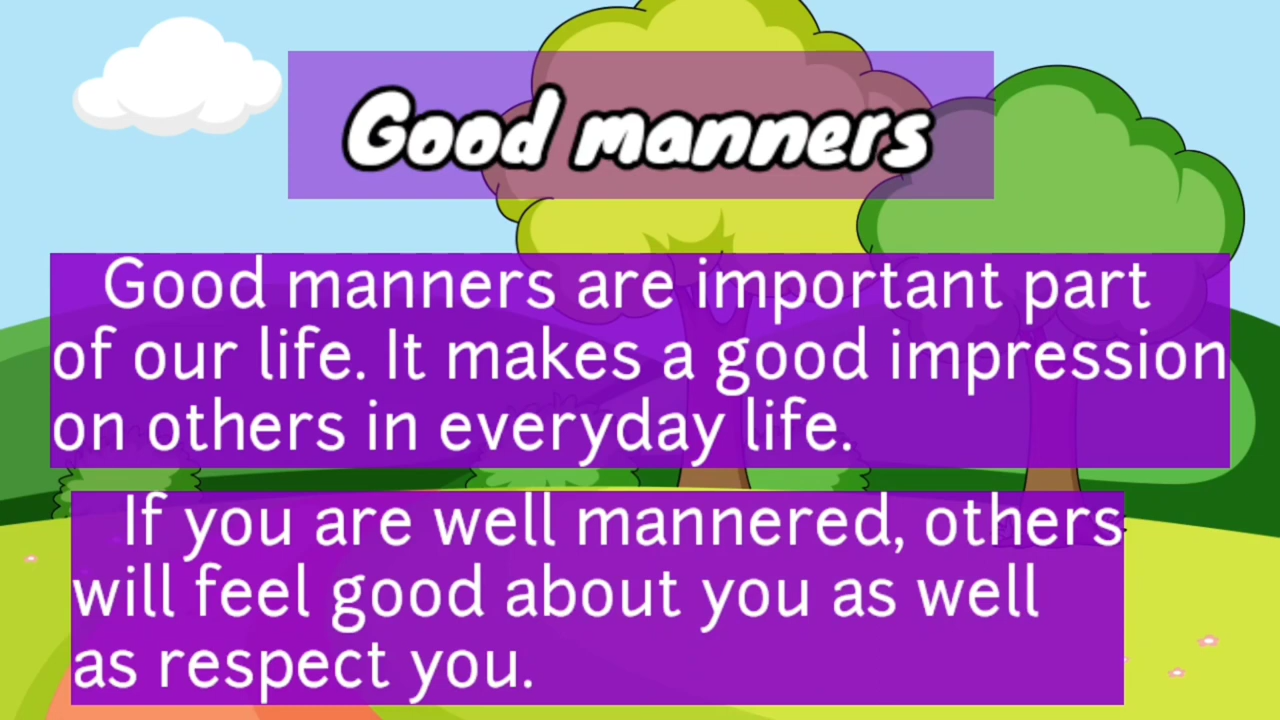 Good manners
Good manners are important part
of our life. It makes a good impression
on others in everyday life.
If you are well mannered, others
will feel good about you as well
as respect you.